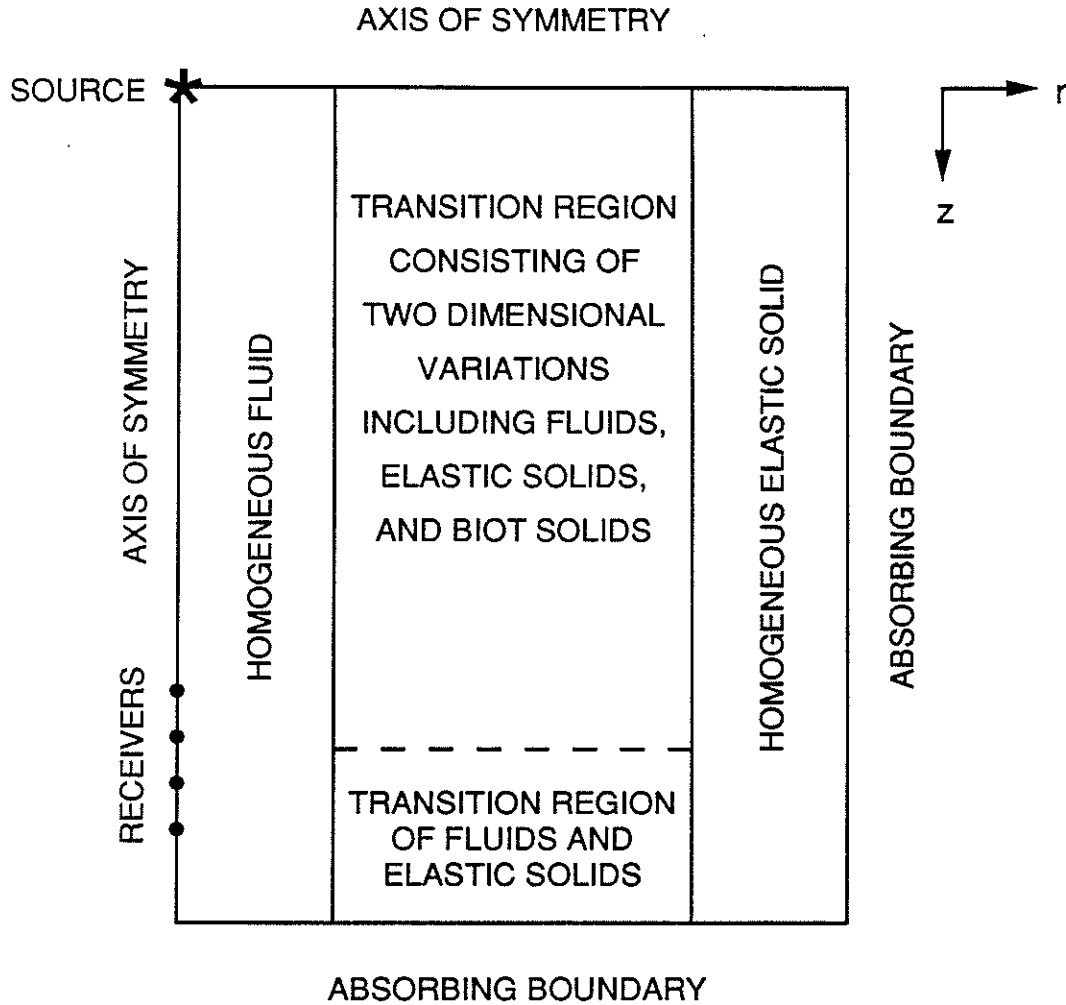 AXIS OF SYMMETRY
SOURCE
r
z
TRANSITION REGION
CONSISTING OF
TWO DIMENSIONAL
VARIATIONS
INCLUDING FLUIDS,
ELASTIC SOLIDS,
AND BIOT SOLIDS
AXIS OF SYMMETRY
HOMOGENEOUS FLUID
HOMOGENEOUS ELASTIC SOLID
ABSORBING BOUNDARY
RECEIVERS
TRANSITION REGION
OF FLUIDS AND
ELASTIC SOLIDS
ABSORBING BOUNDARY